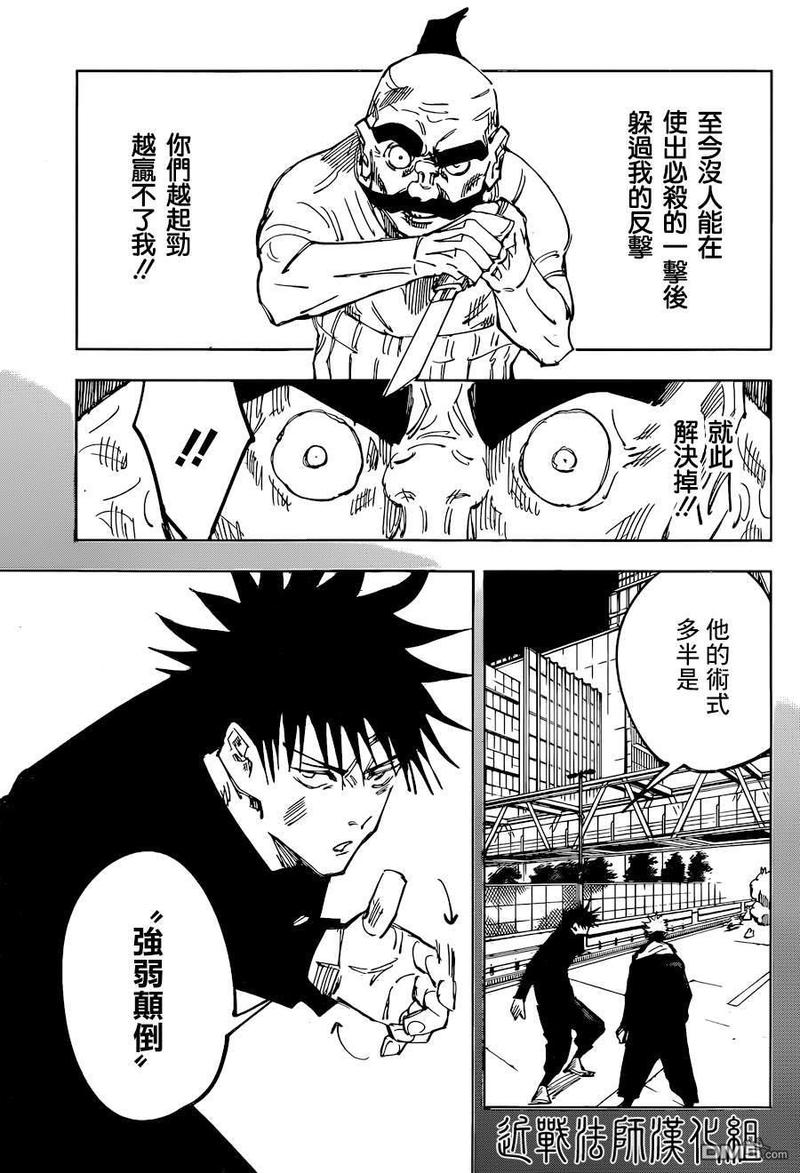 至今沒人能在
使出必殺的一擊後
躲過我的反擊
你們越起勁
越贏不了我!!
就此
解決掉!!
!!
他的術式
多半是
“強弱顛倒”
近戰法師漢化組
DM5.COM